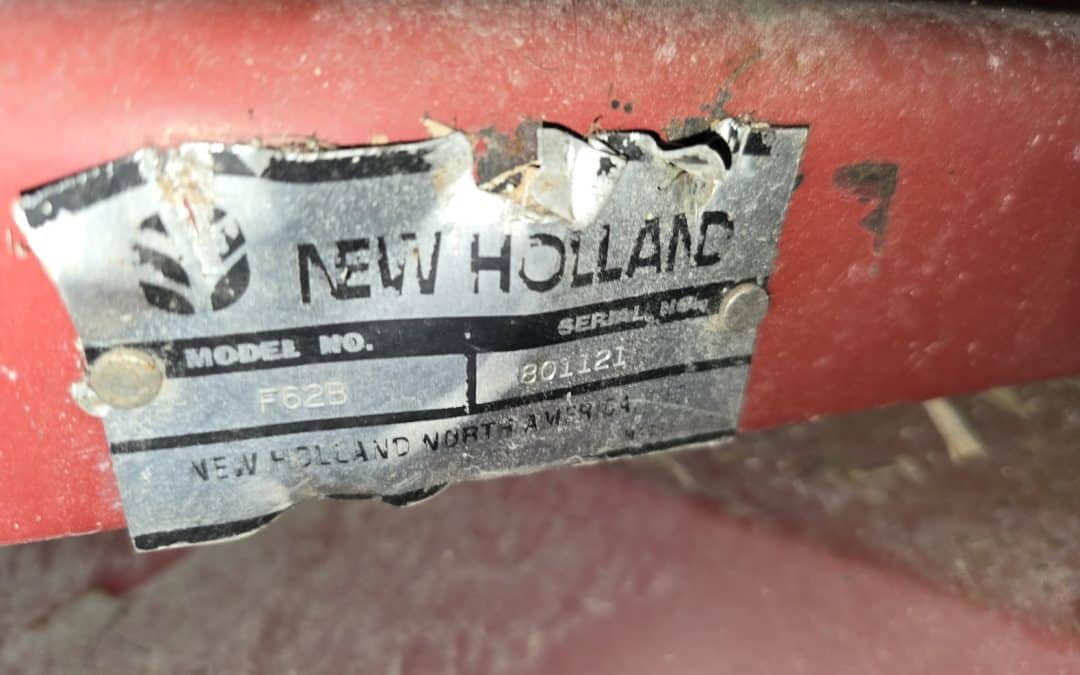 NEW HOLLAND
MODEL NO. SERIAL NO.
F62B 801121
NEW HOLLAND NORTH AMERICA